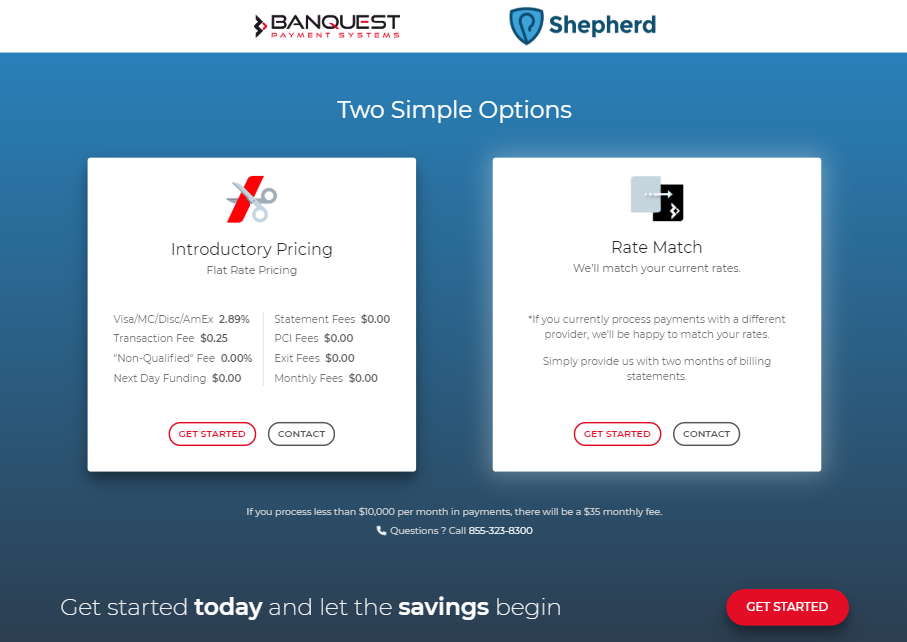 BANQUEST
PAYMENT SYSTEMS
Shepherd
Two Simple Options
Introductory Pricing
Flat Rate Pricing
Visa/MC/Disc/AmEx 2.89%
Transaction Fee $0.25
"Non-Qualified" Fee 0.00%
Next Day Funding $0.00
Statement Fees $0.00
PCI Fees $0.00
Exit Fees $0.00
Monthly Fees $0.00
GET STARTED
CONTACT
Rate Match
We'll match your current rates.
*If you currently process payments with a different
provider, we'll be happy to match your rates.
Simply provide us with two months of billing
statements.
GET STARTED
CONTACT
If you process less than $10,000 per month in payments, there will be a $35 monthly fee.
Questions ? Call 855-323-8300
Get started today and let the savings begin
GET STARTED